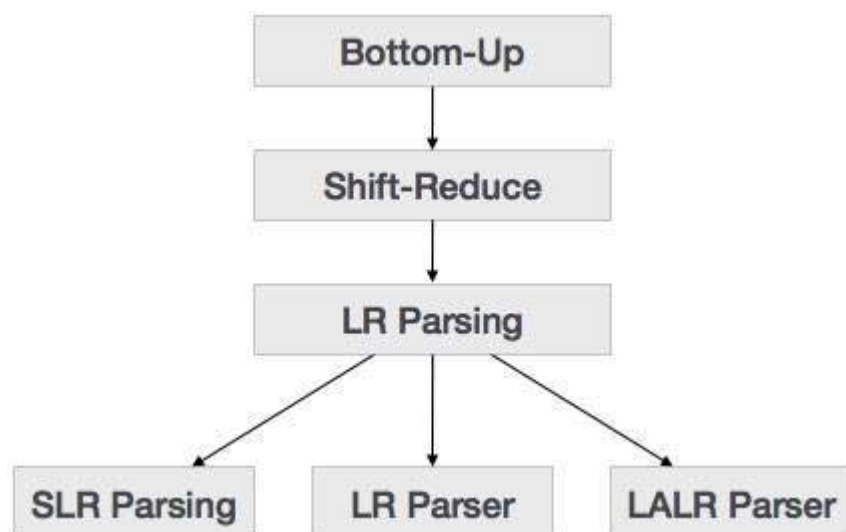 Bottom-Up
Shift-Reduce
LR Parsing
SLR Parsing
LR Parser
LALR Parser